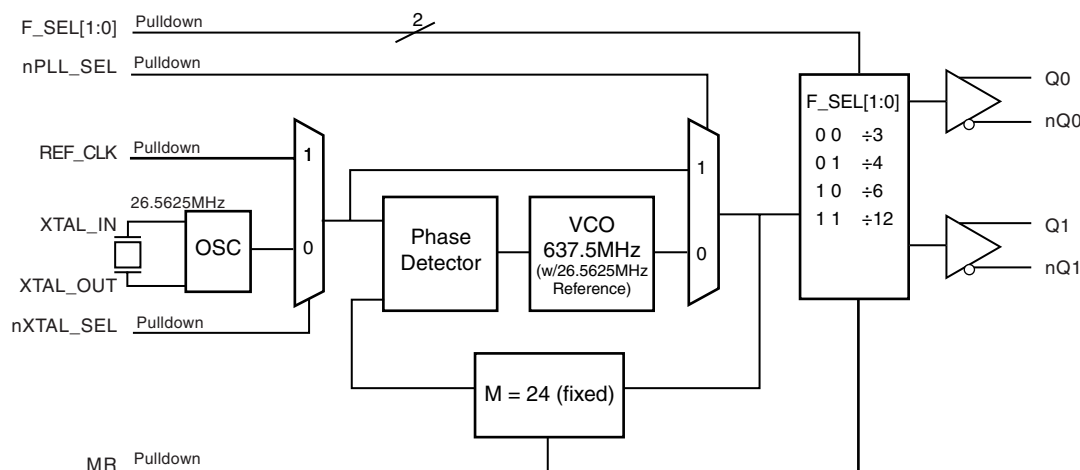 F_SEL[1:0] Pulldown 2
nPLL_SEL Pulldown
REF_CLK Pulldown
1
0
26.5625MHz
XTAL_IN
OSC
XTAL_OUT
nXTAL_SEL Pulldown
Phase
Detector
VCO
637.5MHz
(w/26.5625MHz
Reference)
1
0
M = 24 (fixed)
F_SEL[1:0]
0 0 ÷3
0 1 ÷4
1 0 ÷6
1 1 ÷12
Q0
nQ0
Q1
nQ1
MR Pulldown